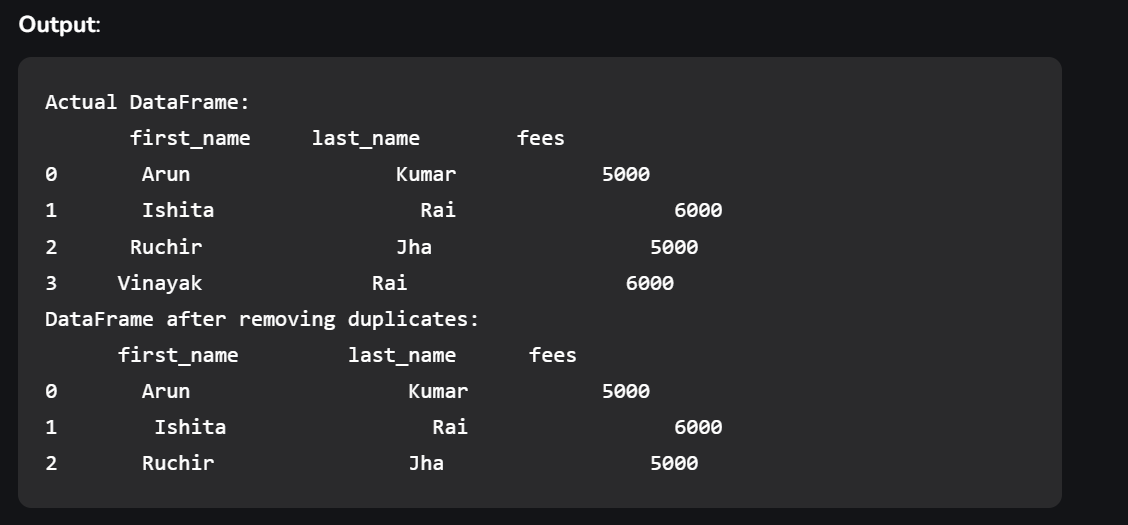 Output:
Actual DataFrame:
first_name last_name fees
0 Arun Kumar 5000
1 Ishita Rai 6000
2 Ruchir Jha 5000
3 Vinayak Rai 6000
DataFrame after removing duplicates:
first_name last_name fees
0 Arun Kumar 5000
1 Ishita Rai 6000
2 Ruchir Jha 5000